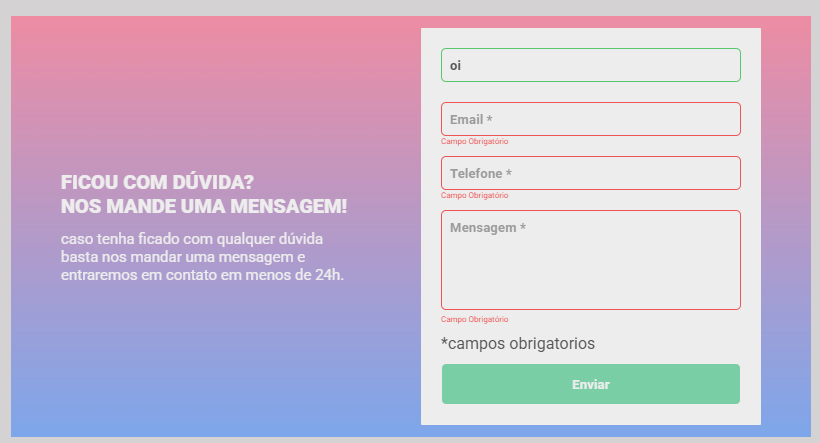 FICOU COM DÚVIDA?
NOS MANDE UMA MENSAGEM!
caso tenha ficado com qualquer dúvida
basta nos mandar uma mensagem e
entraremos em contato em menos de 24h.
oi
Email *
Campo Obrigatório
Telefone *
Campo Obrigatório
Mensagem *
Campo Obrigatório
*campos obrigatorios
Enviar